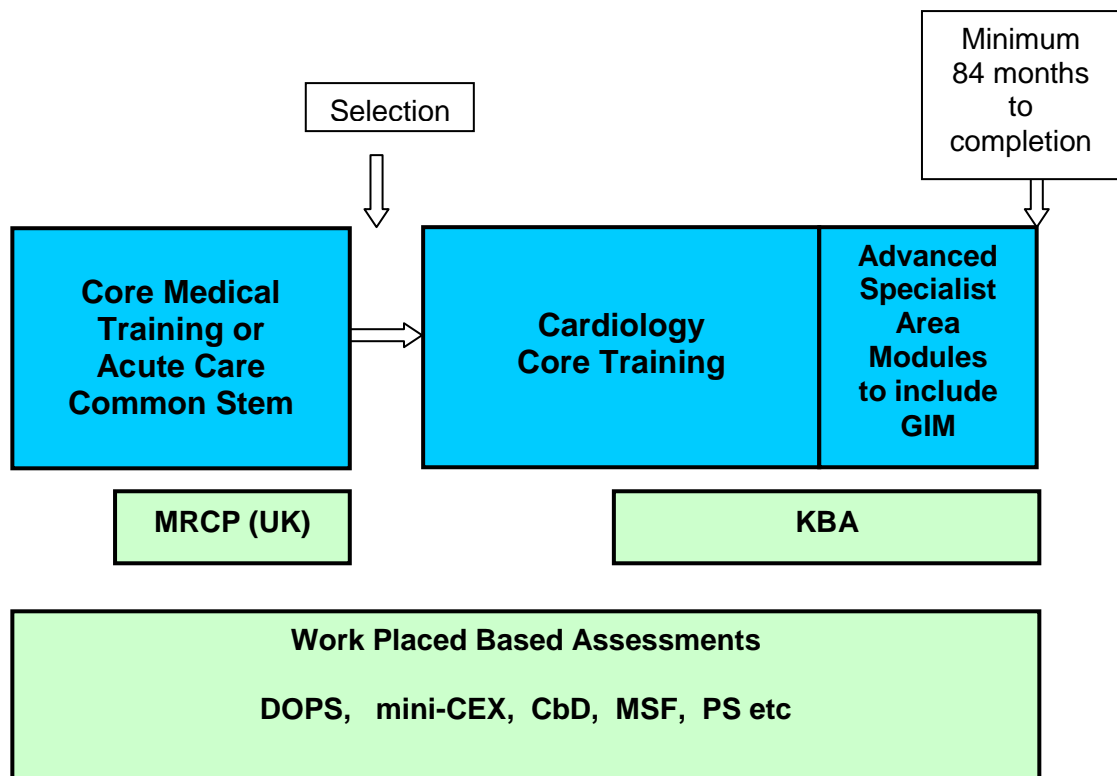 Minimum
84 months
to
completion
Selection
Core Medical
Training or
Acute Care
Common Stem
Cardiology
Core Training
Advanced
Specialist
Area
Modules
to include
GIM
MRCP (UK)
KBA
Work Placed Based Assessments
DOPS, mini-CEX, CbD, MSF, PS etc